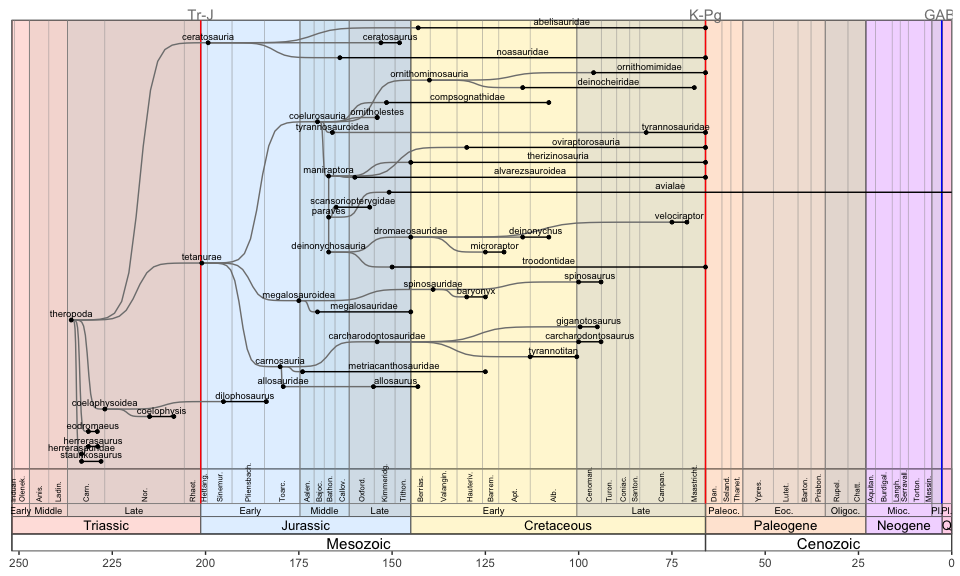 Tr-J K-Pg GAB
abelisauridae
ceratosauria ceratosaurus
noasauridae
ornithomimidae
ornithomimosauria
deinocheiridae
compsognathidae
coelurosauria ornitholestes
tyrannosauroidea tyrannosauridae
oviraptorosauria
therizinosauria
maniraptora alvarezsauroidea
avialae
scansoriopterygidae
paraves velociraptor
dromaeosauridae deinonychus
deinonychosauria microraptor
tetanurae troodontidae
spinosaurus
spinosauridae
megalosauroidea baryonyx
megalosauridae
theropoda
giganotosaurus
carcharodontosauridae carcharodontosaurus
tyrannotitan
carnosauria metriacanthosauridae
allosauridae allosaurus
dilophosaurus
coelophysoidea
coelophysis
eodromaeus
herrerasaurus
herrerasauridae
staurikosaurus
Olenek. Anis. Ladin. Carn. Nor. Rhaet. Hettang. Sinemur. Pliensbach. Toarc. Aalen. Bajoc. Bathon. Callov. Oxford. Kimmeridg. Tithon. Berrias. Valangin. Hauteriv. Barrem. Apt. Alb. Cenoman. Turon. Coniac. Santon. Campan. Maastricht. Dan. Seland. Thanet. Ypres. Lutet. Barton. Priabon. Rupel. Chatt. Aquitan. Burdigal. Langh. Serravall. Torton. Messin.
Early Middle Late Early Middle Late Early Late Paleoc. Eoc. Oligoc. Mioc. Pl. Pl.
Triassic Jurassic Cretaceous Paleogene Neogene Q
Mesozoic Cenozoic
250 225 200 175 150 125 100 75 50 25 0